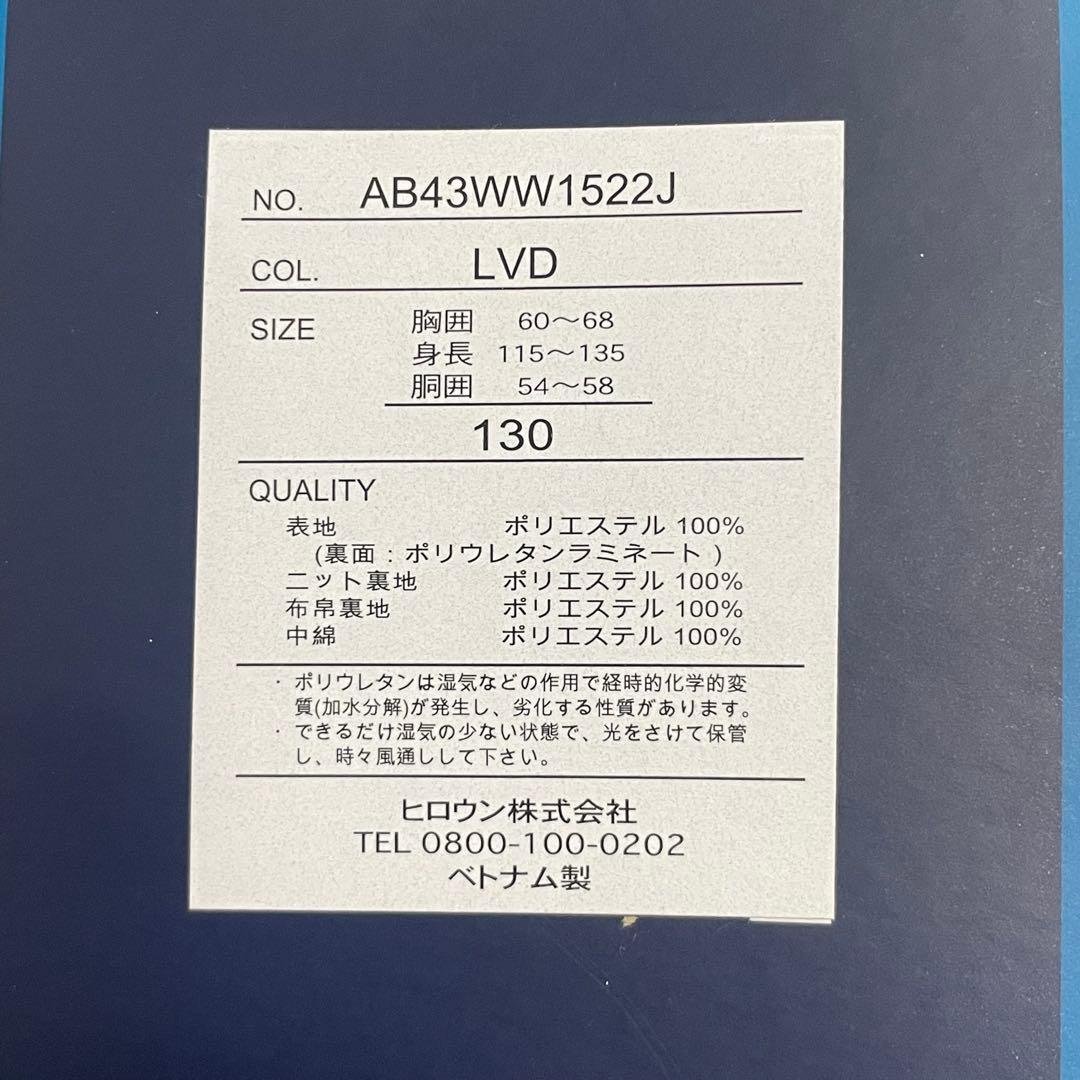 NO. AB43WW1522J
COL. LVD
SIZE 胸囲 60〜68
身長 115〜135
胴囲 54〜58
130
QUALITY
表地 ポリエステル 100%
(裏面：ポリウレタンラミネート)
ニット裏地 ポリエステル 100%
布帛裏地 ポリエステル 100%
中綿 ポリエステル 100%
・ポリウレタンは湿気などの作用で経時的化学的変
質(加水分解)が発生し、劣化する性質があります。
・できるだけ湿気の少ない状態で、光をさけて保管
し、時々風通しして下さい。
ヒロウン株式会社
TEL 0800-100-0202
ベトナム製